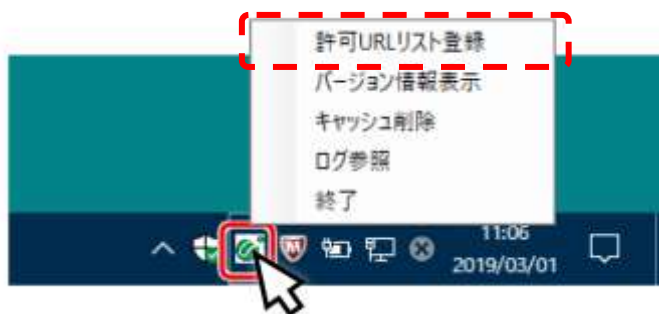 許可URLリスト登録
バージョン情報表示
キャッシュ削除
ログ参照
終了
11:06
2019/03/01